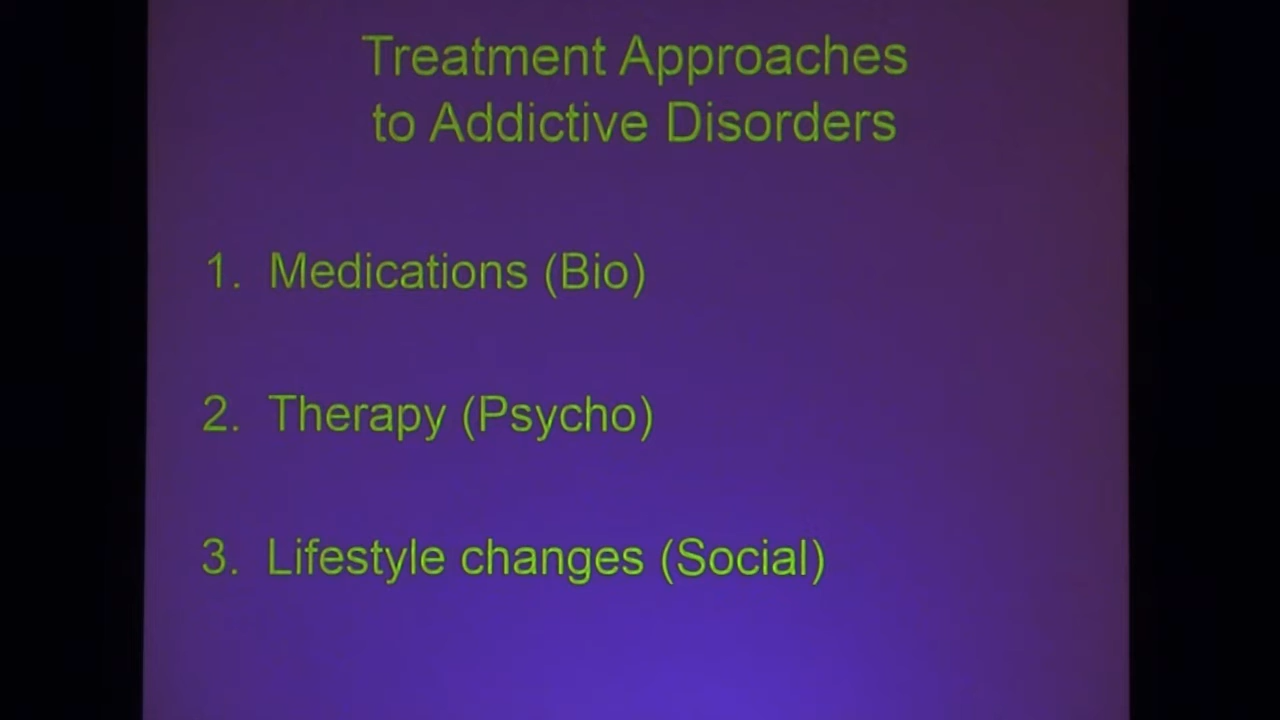 Treatment Approaches
to Addictive Disorders
1. Medications (Bio)
2. Therapy (Psycho)
3. Lifestyle changes (Social)